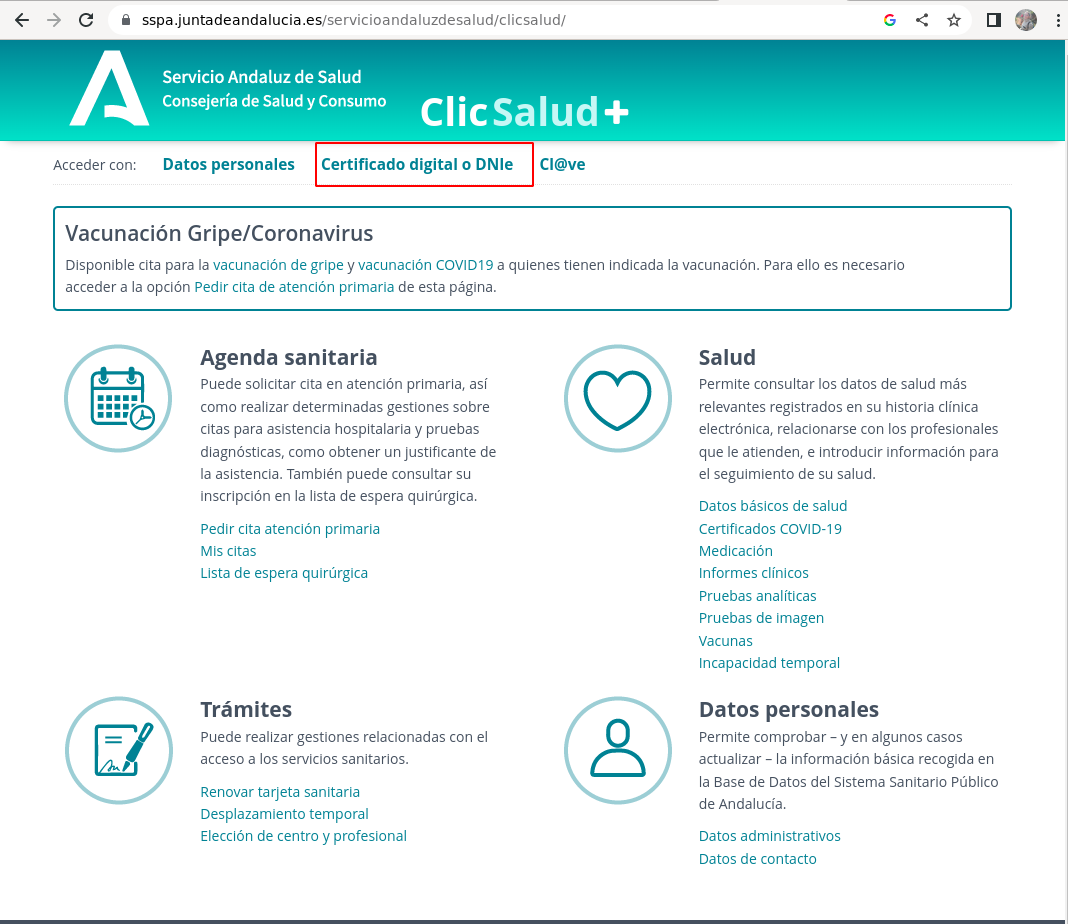 sspa.juntadeandalucia.es/servicioandaluzdesalud/clicsalud/
Servicio Andaluz de Salud
Consejería de Salud y Consumo
ClicSalud+
Acceder con: Datos personales Certificado digital o DNIe Cl@ve
Vacunación Gripe/Coronavirus
Disponible cita para la vacunación de gripe y vacunación COVID19 a quienes tienen indicada la vacunación. Para ello es necesario
acceder a la opción Pedir cita de atención primaria de esta página.
Agenda sanitaria
Puede solicitar cita en atención primaria, así
como realizar determinadas gestiones sobre
citas para asistencia hospitalaria y pruebas
diagnósticas, como obtener un justificante de
la asistencia. También puede consultar su
inscripción en la lista de espera quirúrgica.
Pedir cita atención primaria
Mis citas
Lista de espera quirúrgica
Salud
Permite consultar los datos de salud más
relevantes registrados en su historia clínica
electrónica, relacionarse con los profesionales
que le atienden, e introducir información para
el seguimiento de su salud.
Datos básicos de salud
Certificados COVID-19
Medicación
Informes clínicos
Pruebas analíticas
Pruebas de imagen
Vacunas
Incapacidad temporal
Trámites
Puede realizar gestiones relacionadas con el
acceso a los servicios sanitarios.
Renovar tarjeta sanitaria
Desplazamiento temporal
Elección de centro y profesional
Datos personales
Permite comprobar – y en algunos casos
actualizar – la información básica recogida en
la Base de Datos del Sistema Sanitario Público
de Andalucía.
Datos administrativos
Datos de contacto